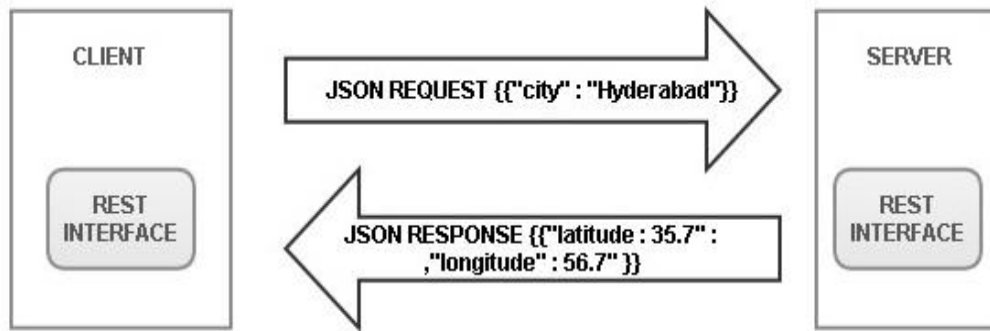 CLIENT
JSON REQUEST {{"city" : "Hyderabad"}}
SERVER
REST
INTERFACE
JSON RESPONSE {{"latitude : 35.7" :
,"longitude" : 56.7" }}
REST
INTERFACE